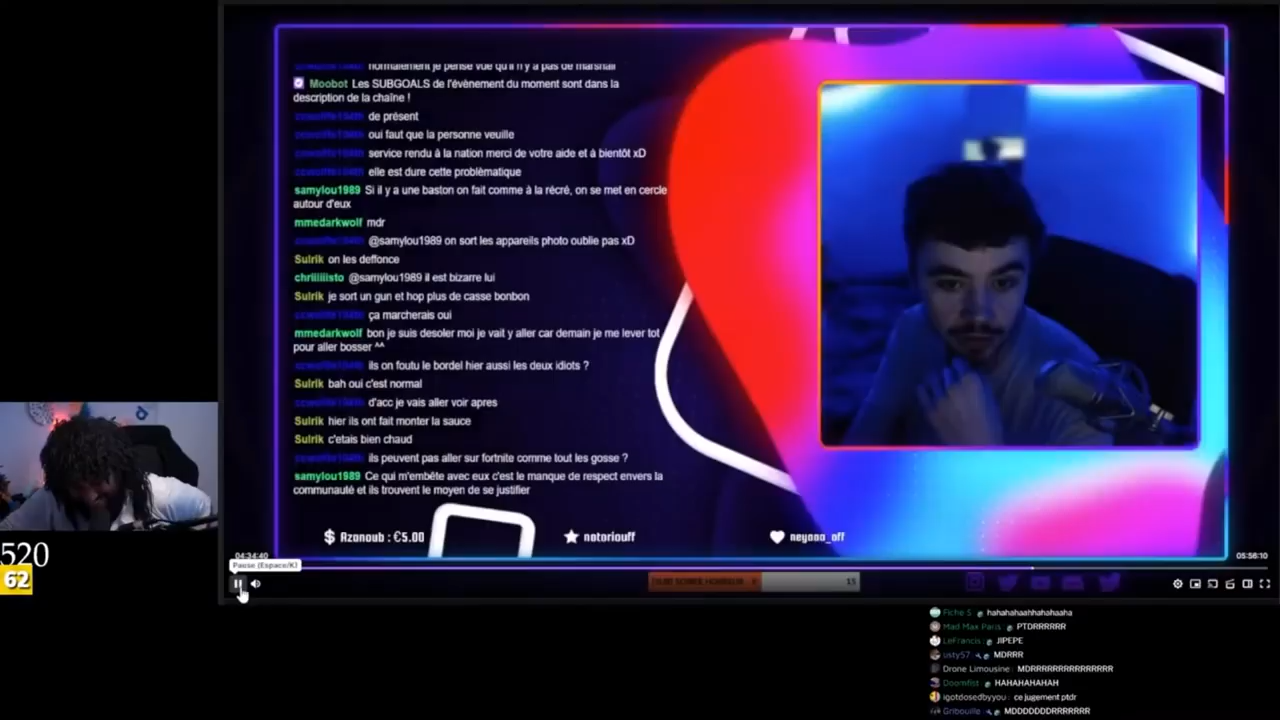 normalement je pense vue qu'il n'y a pas de marshall
Moobot Les SUBGOALS de l'évènement du moment sont dans la
description de la chaîne !
de présent
oui faut que la personne veuille
service rendu à la nation merci de votre aide et à bientôt xD
elle est dure cette problèmatique
samylou1989 Si il y a une baston on fait comme à la récré, on se met en cercle
autour d'eux
mmedarkwolf mdr
@samylou1989 on sort les appareils photo oublie pas xD
Sulrik on les deffonce
chriiiiiisto @samylou1989 il est bizarre lui
Sulrik je sort un gun et hop plus de casse bonbon
ça marcherais oui
mmedarkwolf bon je suis desoler moi je vait y aller car demain je me lever tot
pour aller bosser ^^
ils on foutu le bordel hier aussi les deux idiots ?
Sulrik bah oui c'est normal
d'acc je vais aller voir apres
Sulrik hier ils ont fait monter la sauce
Sulrik c'etais bien chaud
ils peuvent pas aller sur fortnite comme tout les gosse ?
samylou1989 Ce qui m'embête avec eux c'est le manque de respect envers la
communauté et ils trouvent le moyen de se justifier
Azanoub : €5.00
notoriouff
neyaaa_off
04:34:40
05:58:10
Pause (Espace/K)
15
520
62
Fiche S hahahahaahhahahaaha
Mad Max Paris : PTDRRRRRR
LeFrancis : JIPEPE
usty57 MDRRR
Drone Limousine : MDRRRRRRRRRRRRRRR
Doomfist HAHAHAHAHAH
igotdosedbyyou : ce jugement ptdr
Gribouille MDDDDDDDRRRRRRR